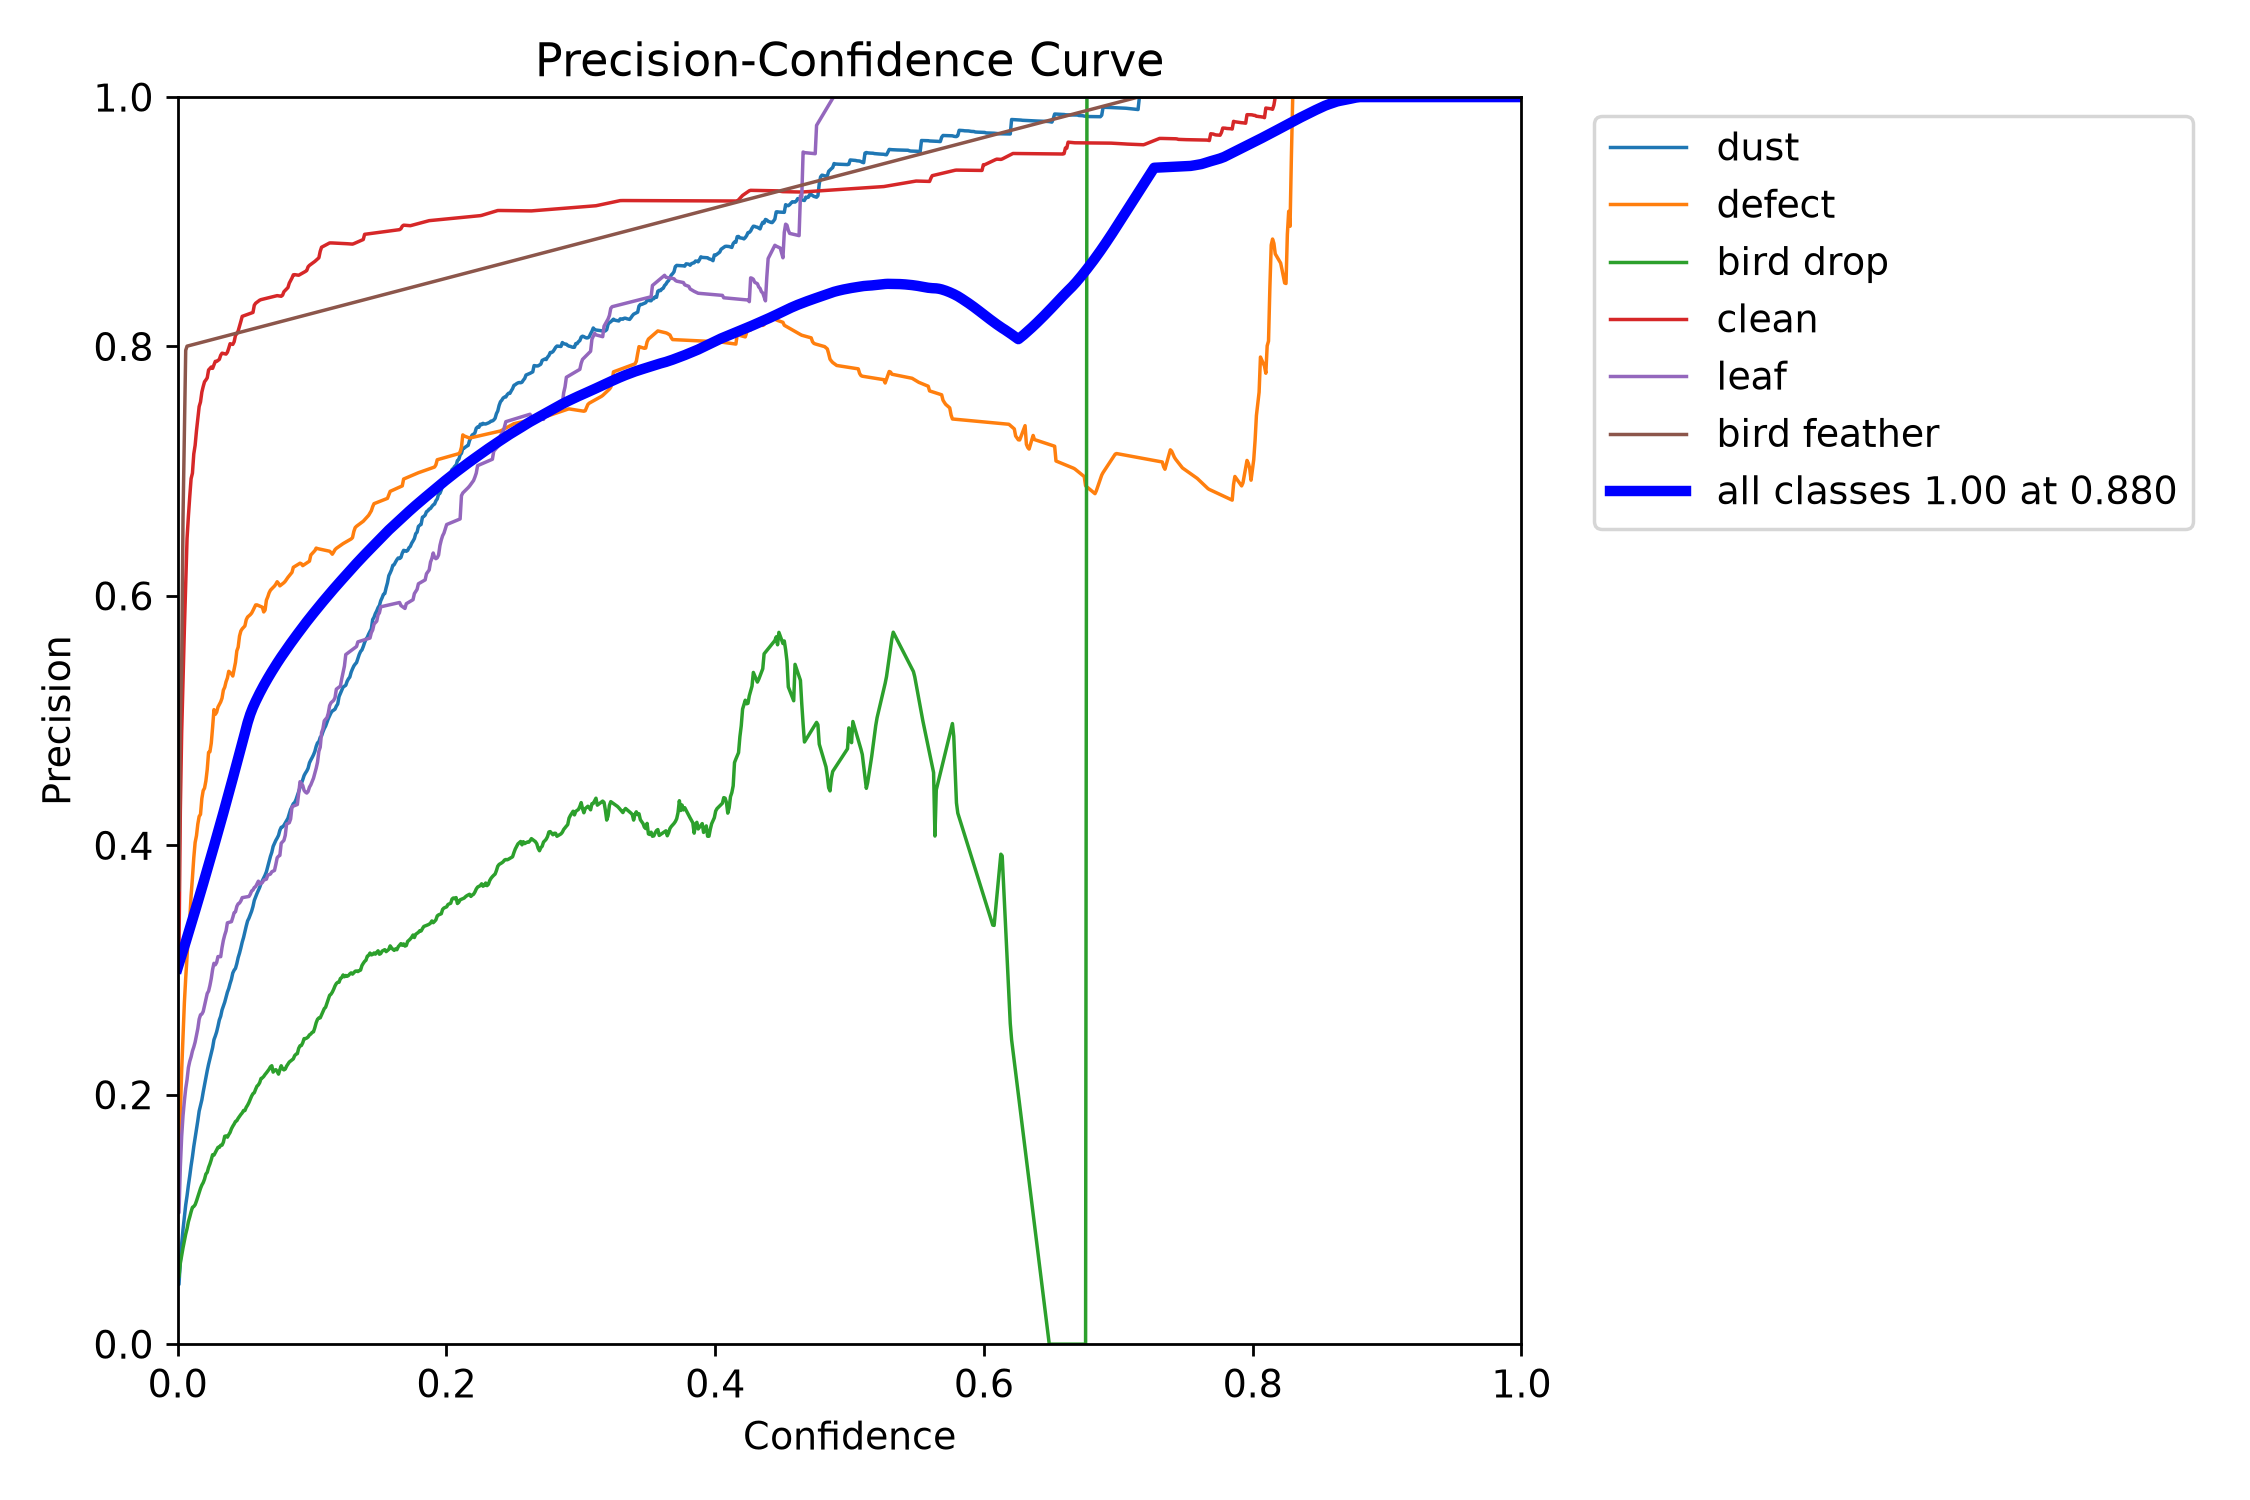 Precision-Confidence Curve
1.0
0.8
0.6
0.4
0.2
0.0
Precision
0.0 0.2 0.4 0.6 0.8 1.0
Confidence
dust
defect
bird drop
clean
leaf
bird feather
all classes 1.00 at 0.880